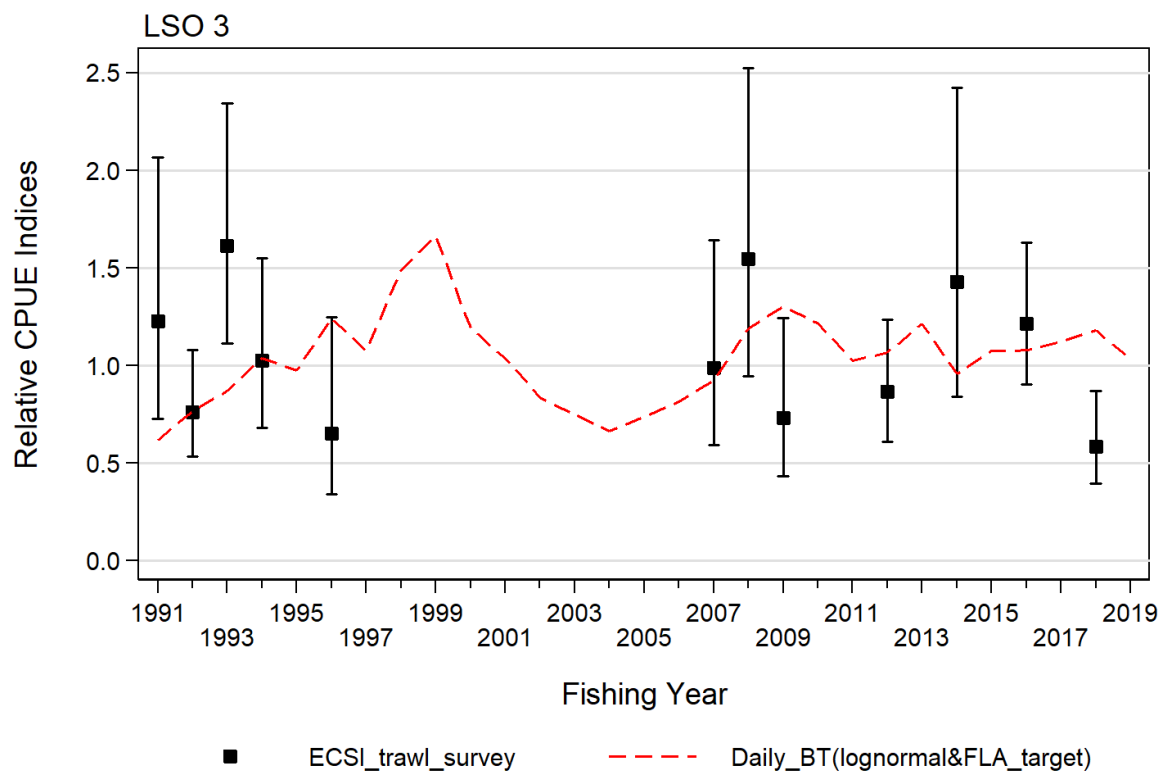 LSO 3
2.5
2.0
1.5
1.0
0.5
0.0
Relative CPUE Indices
1991 1995 1999 2003 2007 2011 2015 2019
1993 1997 2001 2005 2009 2013 2017
Fishing Year
ECSI_trawl_survey Daily_BT(lognormal&FLA_target)